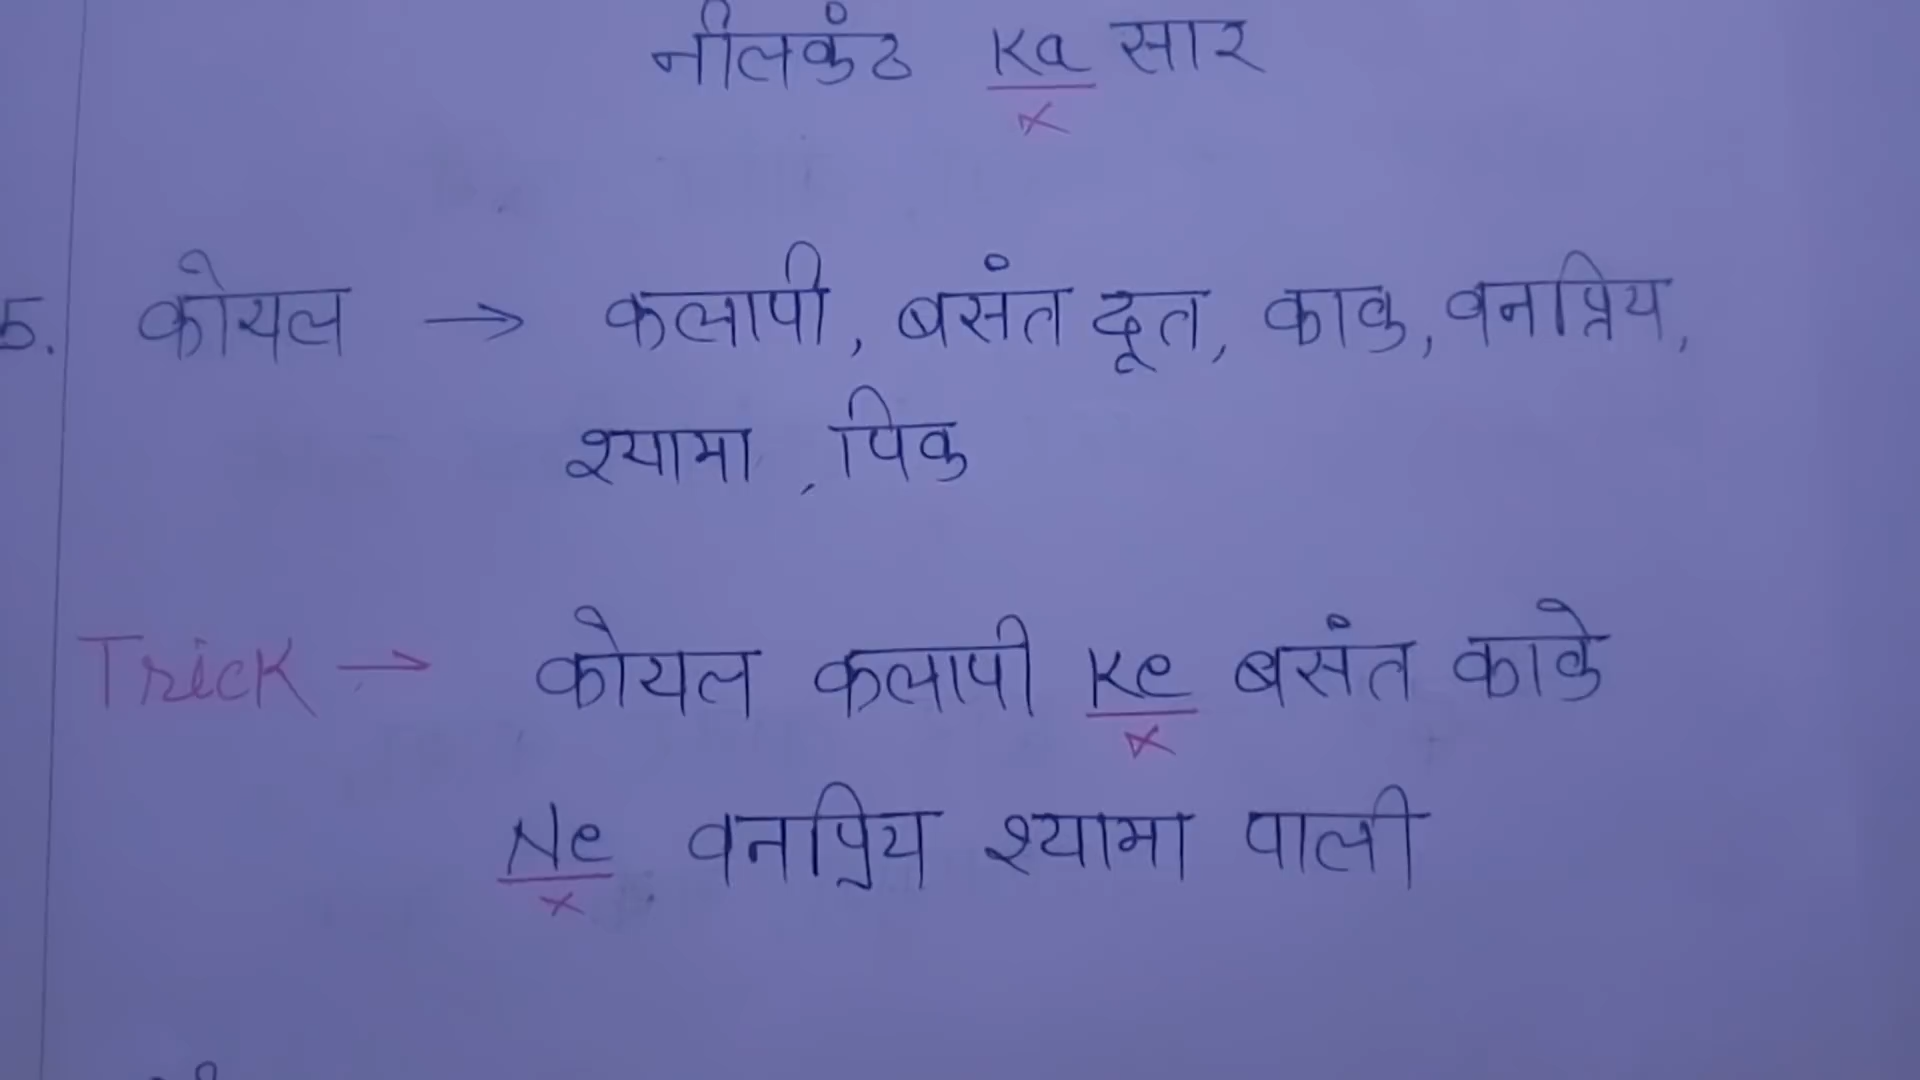 नीलकंठ Ka सार
x
5. कोयल → कलापी, बसंत दूत, काकु, वनप्रिय,
श्यामा, पिक
Trick → कोयल कलापी Ke बसंत काके
x
Ne वनप्रिय श्यामा पाली
x